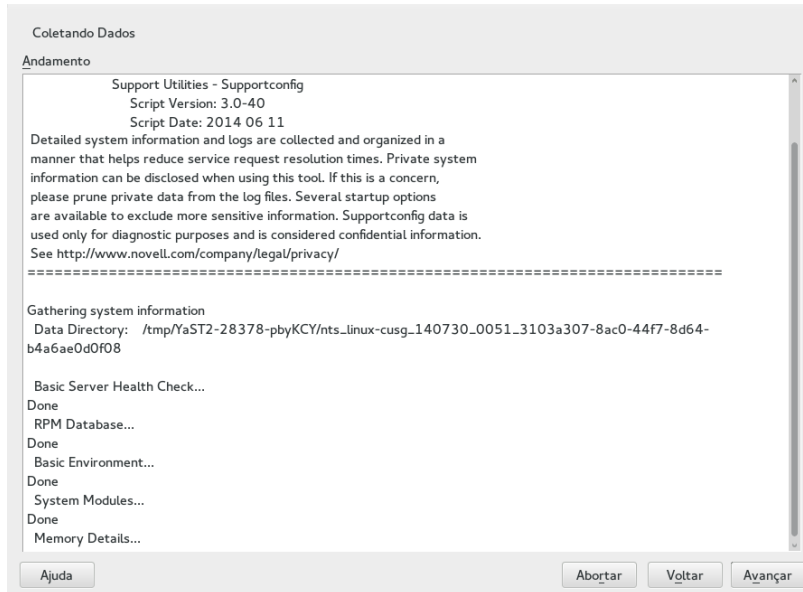 Coletando Dados
Andamento
Support Utilities - Supportconfig
Script Version: 3.0-40
Script Date: 2014 06 11
Detailed system information and logs are collected and organized in a
manner that helps reduce service request resolution times. Private system
information can be disclosed when using this tool. If this is a concern,
please prune private data from the log files. Several startup options
are available to exclude more sensitive information. Supportconfig data is
used only for diagnostic purposes and is considered confidential information.
See http://www.novell.com/company/legal/privacy/
=============================================================================
Gathering system information
Data Directory: /tmp/YaST2-28378-pbyKCY/nts_linux-cusg_140730_0051_3103a307-8ac0-44f7-8d64-
b4a6ae0d0f08
Basic Server Health Check...
Done
RPM Database...
Done
Basic Environment...
Done
System Modules...
Done
Memory Details...
Ajuda
Abortar
Voltar
Avançar